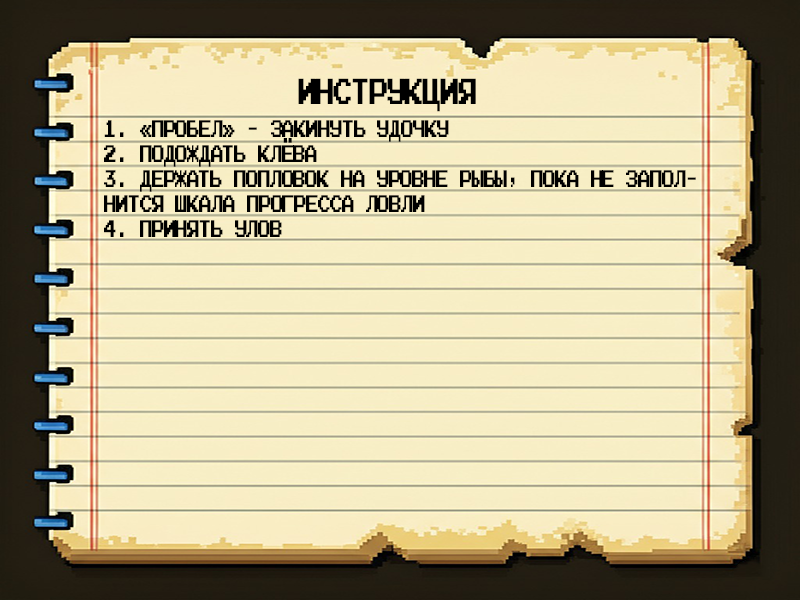 ИНСТРУКЦИЯ
1. «ПРОБЕЛ» - ЗАКИНУТЬ УДОЧКУ
2. ПОДОЖДАТЬ КЛЁВА
3. ДЕРЖАТЬ ПОПЛОВОК НА УРОВНЕ РЫБЫ, ПОКА НЕ ЗАПОЛ-
НИТСЯ ШКАЛА ПРОГРЕССА ЛОВЛИ
4. ПРИНЯТЬ УЛОВ